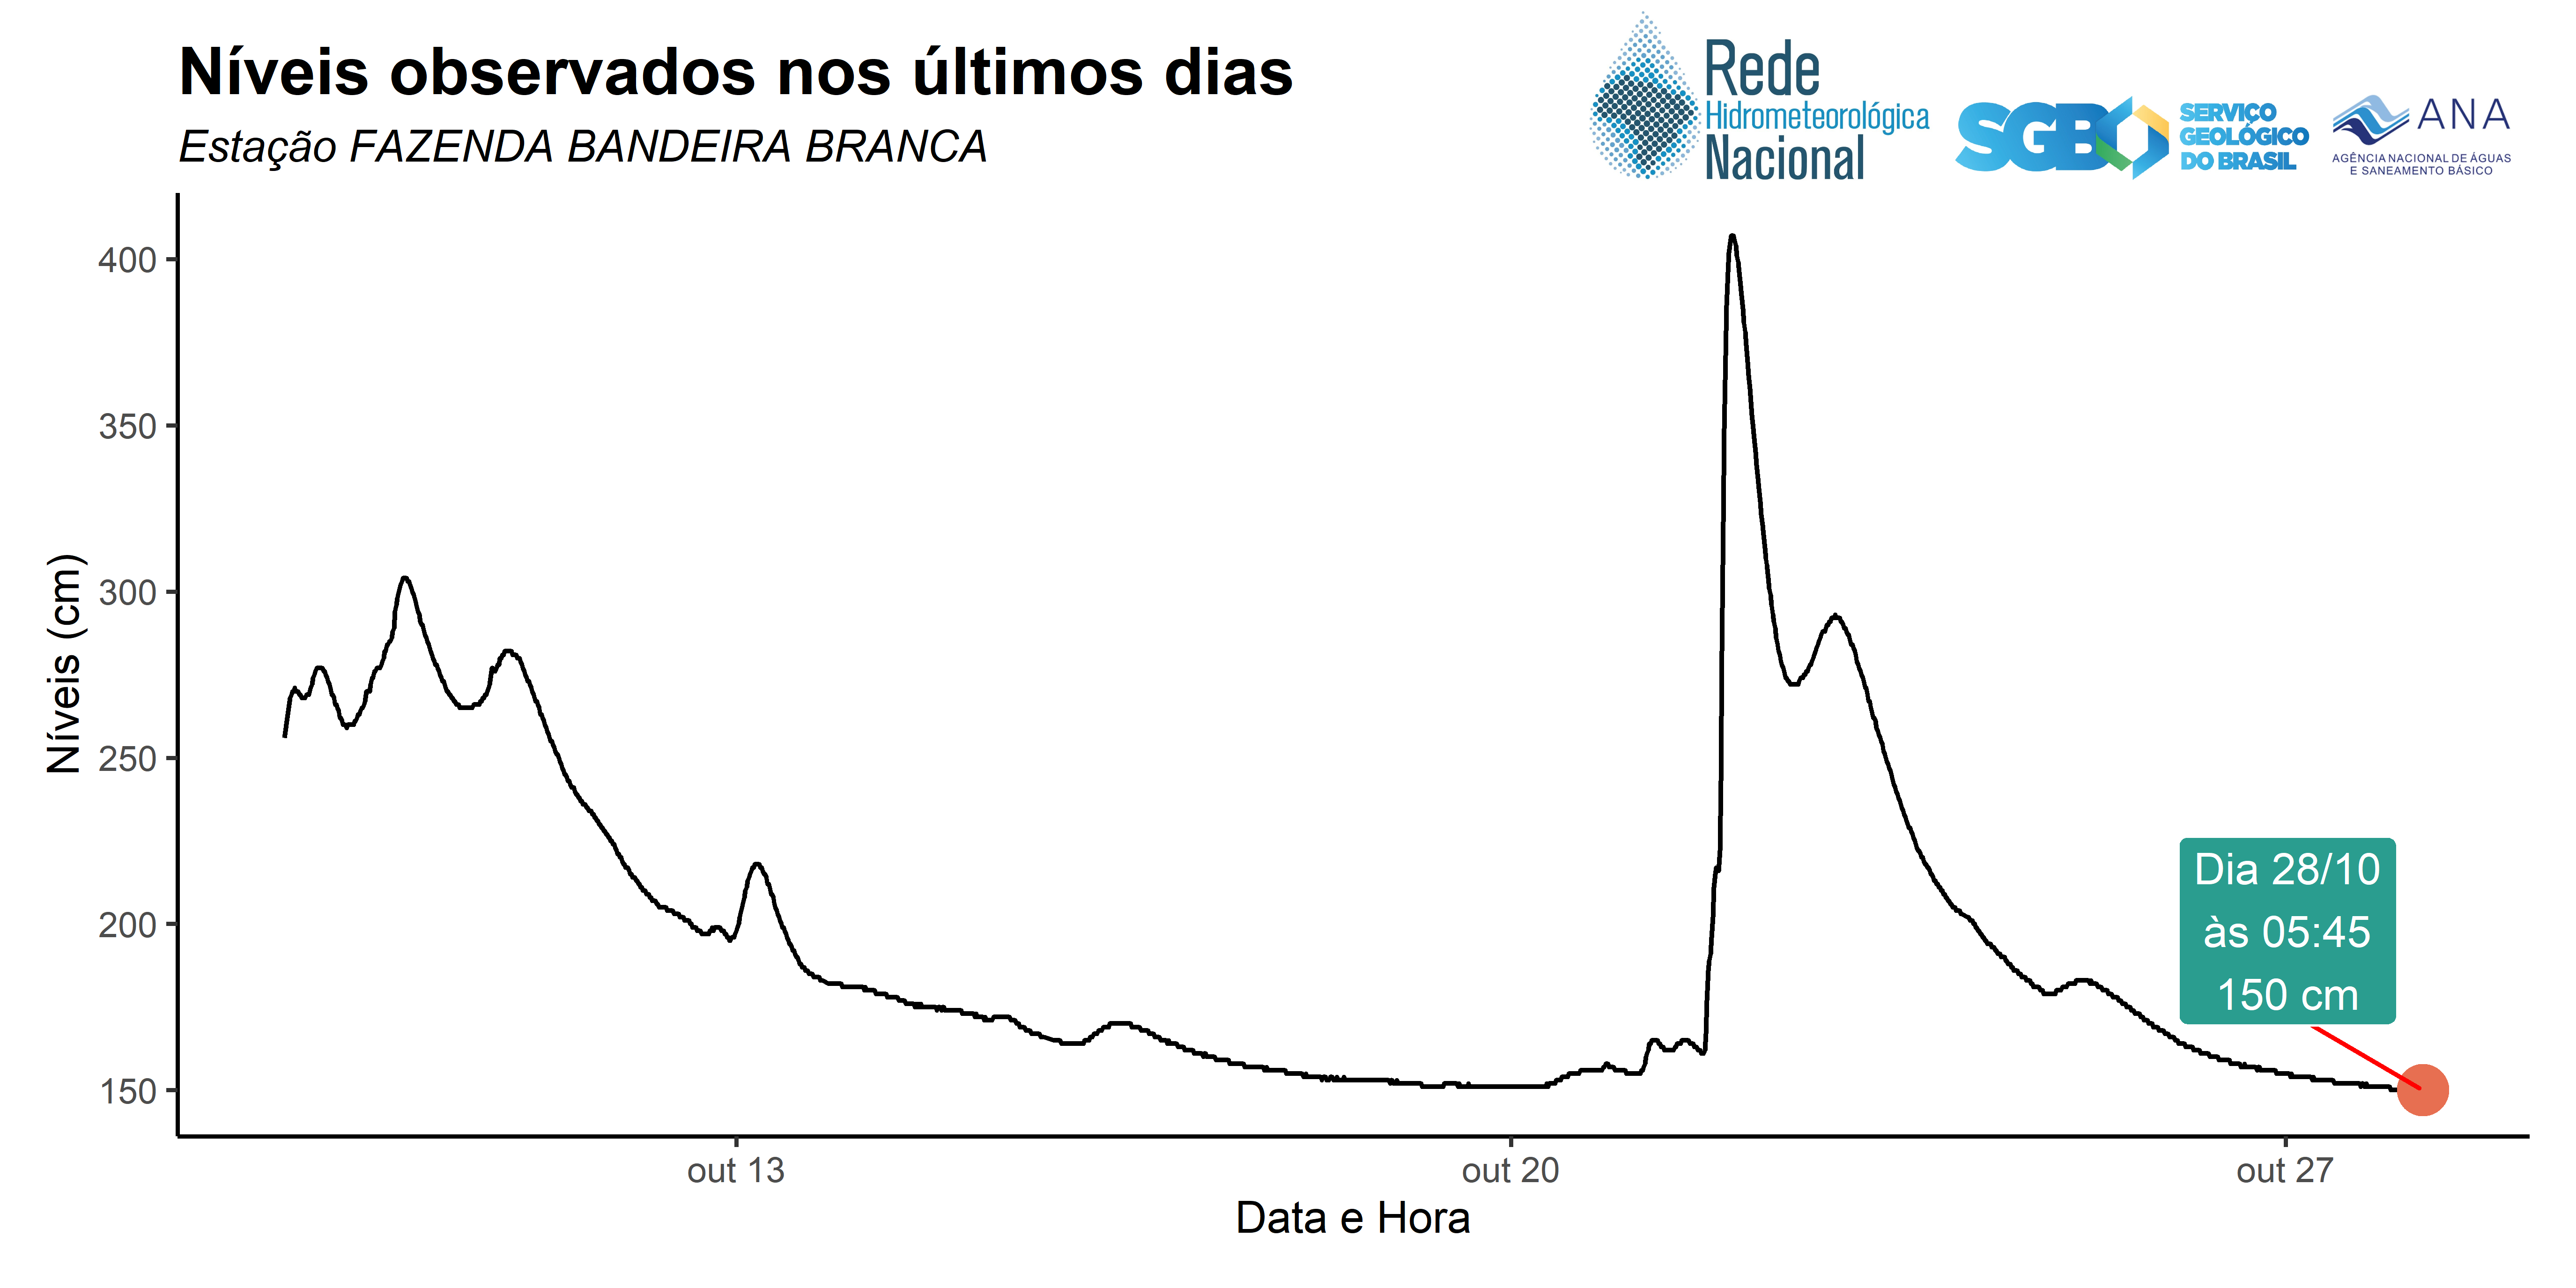 Níveis observados nos últimos dias
Estação FAZENDA BANDEIRA BRANCA
Rede
Hidrometeorológica
Nacional
SGB
SERVIÇO
GEOLÓGICO
DO BRASIL
ANA
AGÊNCIA NACIONAL DE ÁGUAS
E SANEAMENTO BÁSICO
Níveis (cm)
400
350
300
250
200
150
Dia 28/10
às 05:45
150 cm
out 13
out 20
out 27
Data e Hora